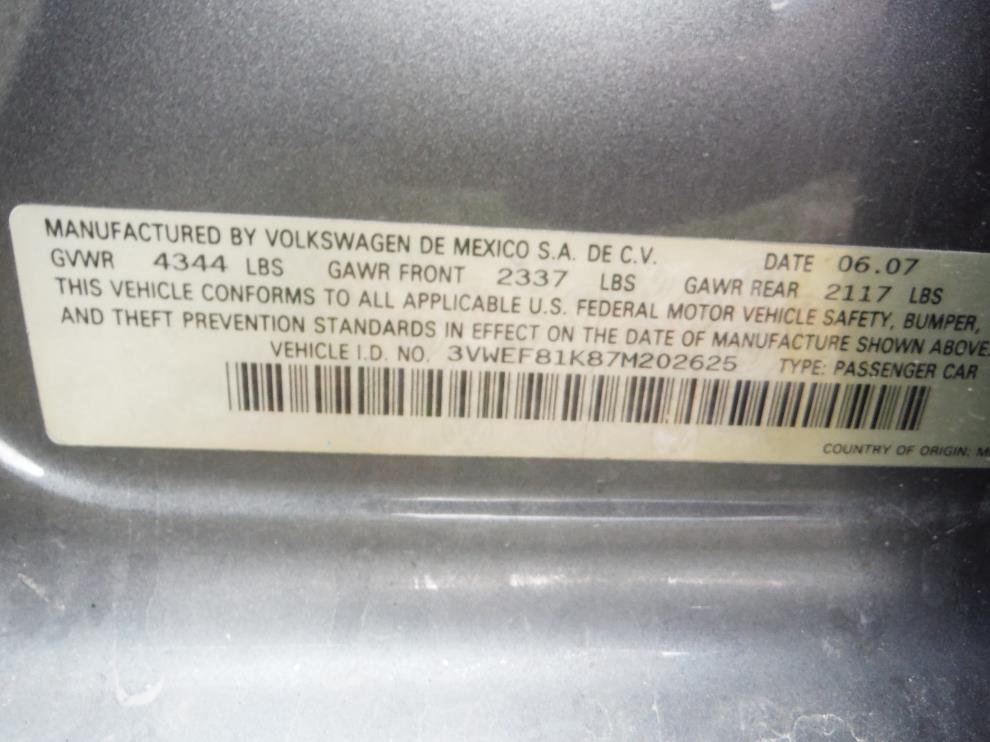 MANUFACTURED BY VOLKSWAGEN DE MEXICO S.A. DE C.V. DATE 06.07
GVWR 4344 LBS GAWR FRONT 2337 LBS GAWR REAR 2117 LBS
THIS VEHICLE CONFORMS TO ALL APPLICABLE U.S. FEDERAL MOTOR VEHICLE SAFETY, BUMPER,
AND THEFT PREVENTION STANDARDS IN EFFECT ON THE DATE OF MANUFACTURE SHOWN ABOVE.
VEHICLE I.D. NO. 3VWEF81K87M202625 TYPE: PASSENGER CAR
COUNTRY OF ORIGIN: